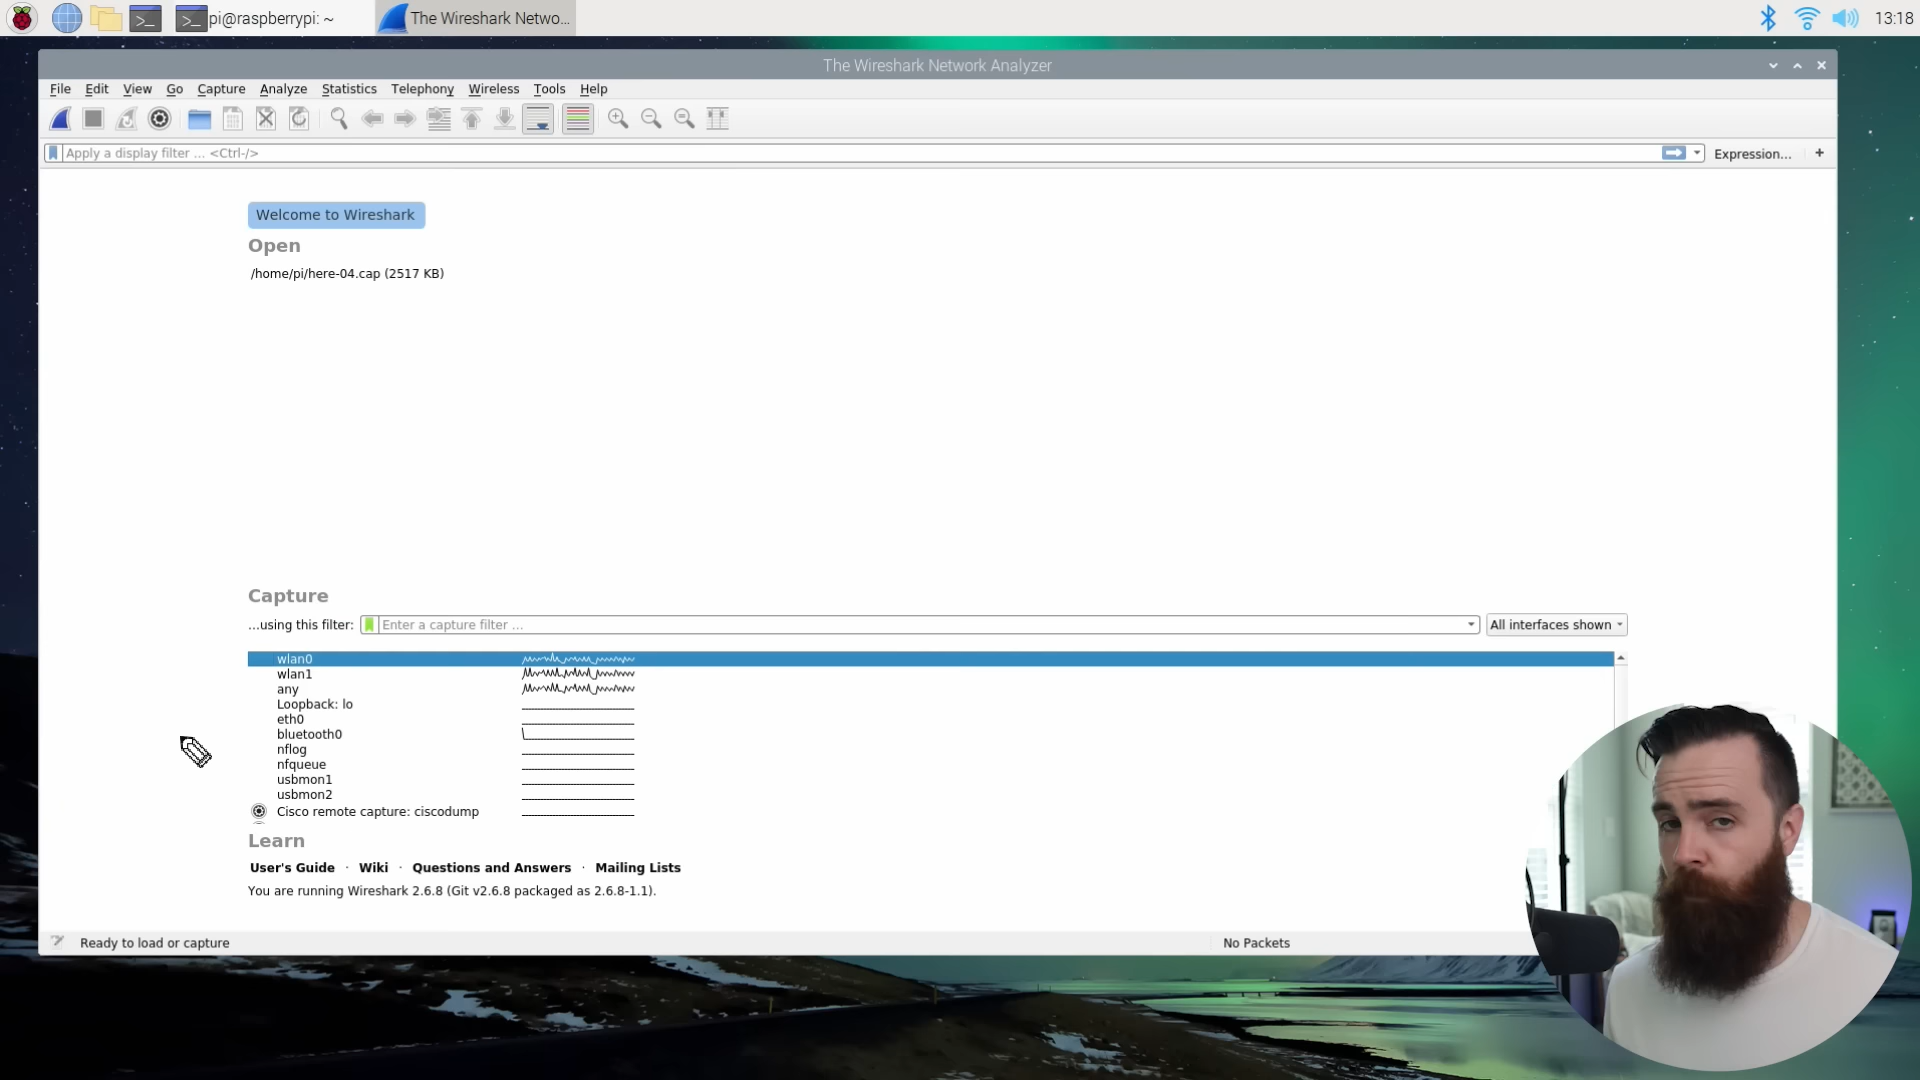 pi@raspberrypi: ~
The Wireshark Netwo...
13:18
The Wireshark Network Analyzer
File Edit View Go Capture Analyze Statistics Telephony Wireless Tools Help
Apply a display filter ... <Ctrl-/>
Expression... +
Welcome to Wireshark
Open
/home/pi/here-04.cap (2517 KB)
Capture
...using this filter: Enter a capture filter ... All interfaces shown
wlan0
wlan1
any
Loopback: lo
eth0
bluetooth0
nflog
nfqueue
usbmon1
usbmon2
Cisco remote capture: ciscodump
Learn
User's Guide · Wiki · Questions and Answers · Mailing Lists
You are running Wireshark 2.6.8 (Git v2.6.8 packaged as 2.6.8-1.1).
Ready to load or capture No Packets